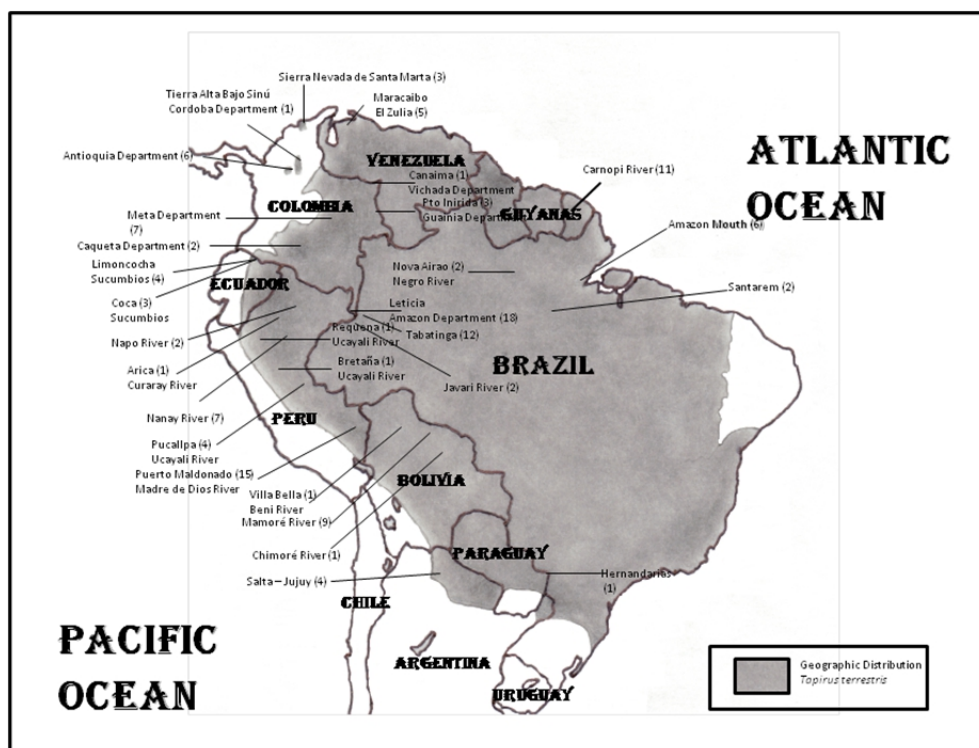 Sierra Nevada de Santa Marta (3)
Tierra Alta Bajo Sinú
Cordoba Department (1)
Maracaibo
El Zulia (5)
ATLANTIC
OCEAN
Antioquia Department (6)
VENEZUELA
Canaima (1)
Vichada Department
Pto Inirida (3)
Guainia Department
Carnopi River (11)
COLOMBIA
GUYANAS
Meta Department
(7)
Caqueta Department (2)
Amazon Mouth (6)
Limoncocha
Sucumbios (4)
ECUADOR
Nova Airao (2)
Negro River
Santarem (2)
Coca (3)
Sucumbios
Leticia
Amazon Department (18)
Napo River (2)
Requena (1)
Ucayali River
Tabatinga (12)
Arica (1)
Curaray River
Bretaña (1)
Ucayali River
BRAZIL
Javari River (2)
Nanay River (7)
PERU
Pucallpa (4)
Ucayali River
Puerto Maldonado (15)
Madre de Dios River
BOLIVIA
Villa Bella (1)
Beni River
Mamoré River (9)
Chimoré River (1)
PARAGUAY
Salta–Jujuy (4)
Hernandarias
(1)
CHILE
PACIFIC
OCEAN
ARGENTINA
URUGUAY
Geographic Distribution
Tapirus terrestris